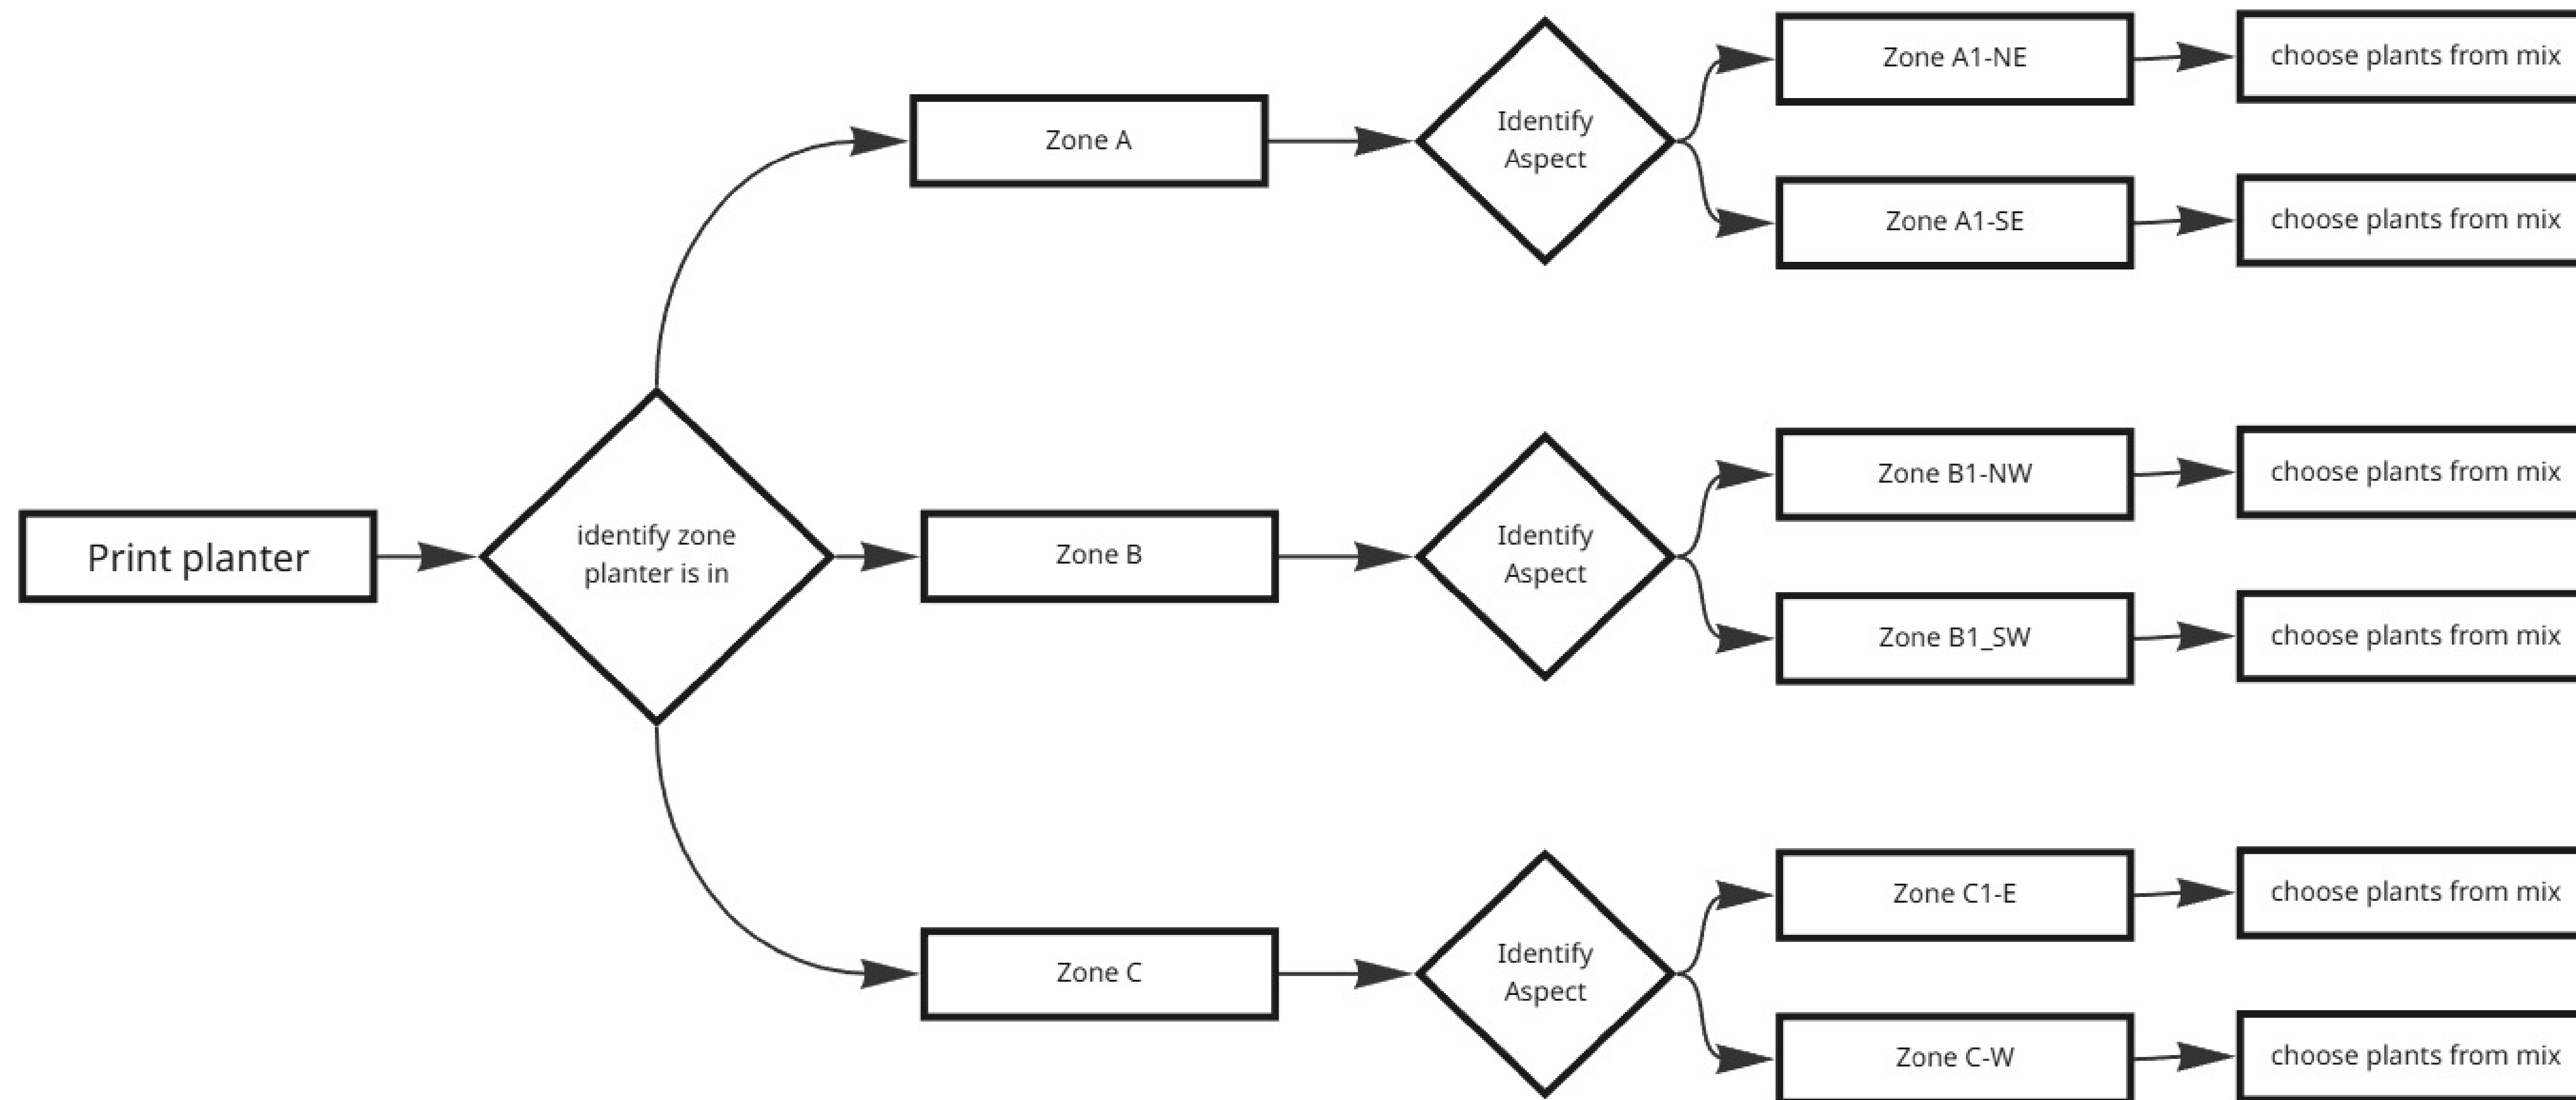 Print planter
identify zone
planter is in
Zone A
Identify
Aspect
Zone A1-NE
choose plants from mix
Zone A1-SE
choose plants from mix
Zone B
Identify
Aspect
Zone B1-NW
choose plants from mix
Zone B1_SW
choose plants from mix
Zone C
Identify
Aspect
Zone C1-E
choose plants from mix
Zone C-W
choose plants from mix